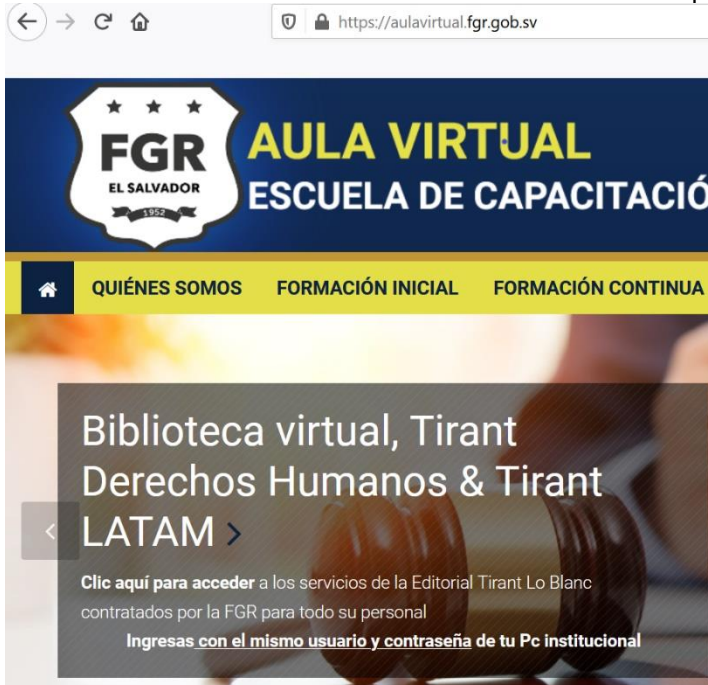 https://aulavirtual.fgr.gob.sv
FGR
EL SALVADOR
1952
AULA VIRTUAL
ESCUELA DE CAPACITACIÓ
QUIÉNES SOMOS FORMACIÓN INICIAL FORMACIÓN CONTINUA
Biblioteca virtual, Tirant
Derechos Humanos & Tirant
LATAM >
Clic aquí para acceder a los servicios de la Editorial Tirant Lo Blanc
contratados por la FGR para todo su personal
Ingresas con el mismo usuario y contraseña de tu Pc institucional